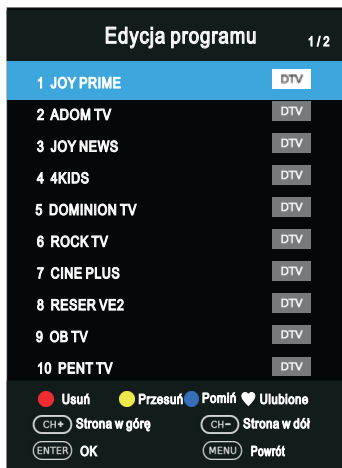 Edycja programu 1/2
1 JOY PRIME DTV
2 ADOM TV DTV
3 JOY NEWS DTV
4 4KIDS DTV
5 DOMINION TV DTV
6 ROCK TV DTV
7 CINE PLUS DTV
8 RESER VE2 DTV
9 OB TV DTV
10 PENT TV DTV
Usuń Przesuń Pomiń Ulubione
CH+ Strona w górę CH- Strona w dół
ENTER OK MENU Powrót